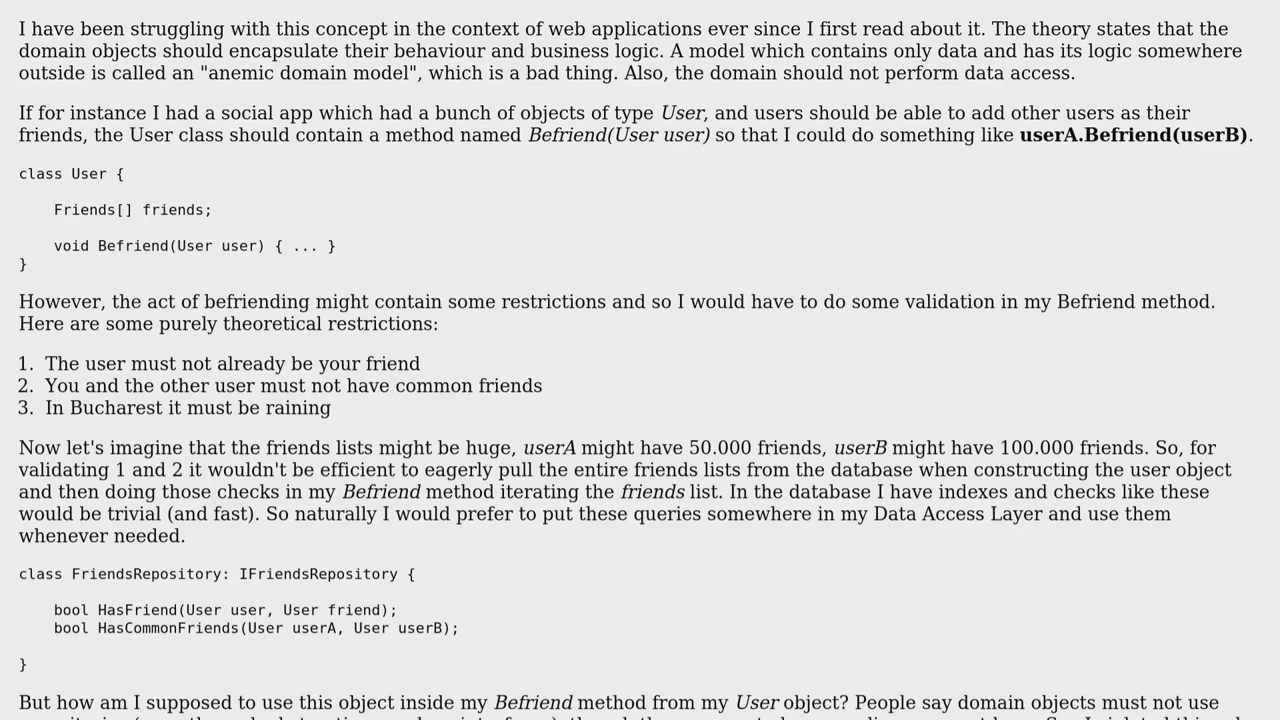 I have been struggling with this concept in the context of web applications ever since I first read about it. The theory states that the
domain objects should encapsulate their behaviour and business logic. A model which contains only data and has its logic somewhere
outside is called an "anemic domain model", which is a bad thing. Also, the domain should not perform data access.
If for instance I had a social app which had a bunch of objects of type User, and users should be able to add other users as their
friends, the User class should contain a method named Befriend(User user) so that I could do something like userA.Befriend(userB).
class User {
Friends[] friends;
void Befriend(User user) { ... }
}
However, the act of befriending might contain some restrictions and so I would have to do some validation in my Befriend method.
Here are some purely theoretical restrictions:
1. The user must not already be your friend
2. You and the other user must not have common friends
3. In Bucharest it must be raining
Now let's imagine that the friends lists might be huge, userA might have 50.000 friends, userB might have 100.000 friends. So, for
validating 1 and 2 it wouldn't be efficient to eagerly pull the entire friends lists from the database when constructing the user object
and then doing those checks in my Befriend method iterating the friends list. In the database I have indexes and checks like these
would be trivial (and fast). So naturally I would prefer to put these queries somewhere in my Data Access Layer and use them
whenever needed.
class FriendsRepository: IFriendsRepository {
bool HasFriend(User user, User friend);
bool HasCommonFriends(User userA, User userB);
}
But how am I supposed to use this object inside my Befriend method from my User object? People say domain objects must not use